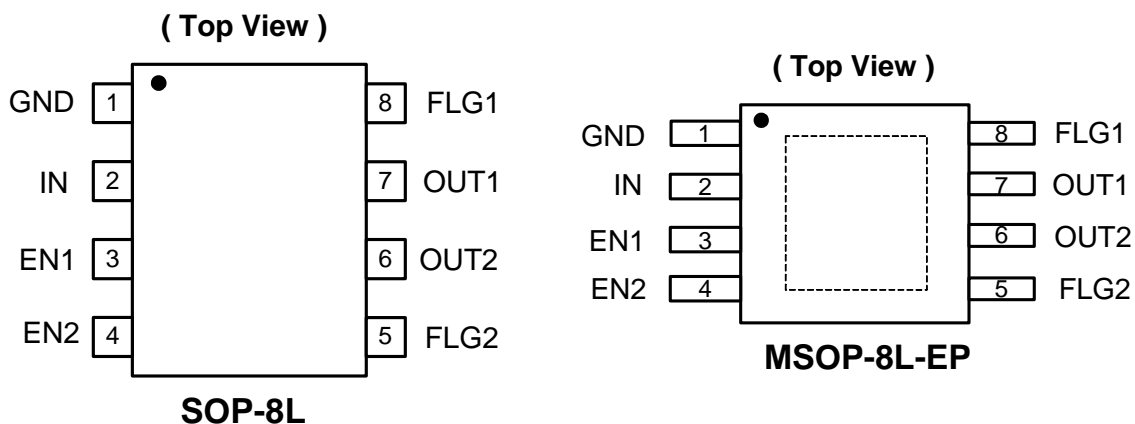 ( Top View )
GND 1 8 FLG1
IN 2 7 OUT1
EN1 3 6 OUT2
EN2 4 5 FLG2
SOP-8L
( Top View )
GND 1 8 FLG1
IN 2 7 OUT1
EN1 3 6 OUT2
EN2 4 5 FLG2
MSOP-8L-EP